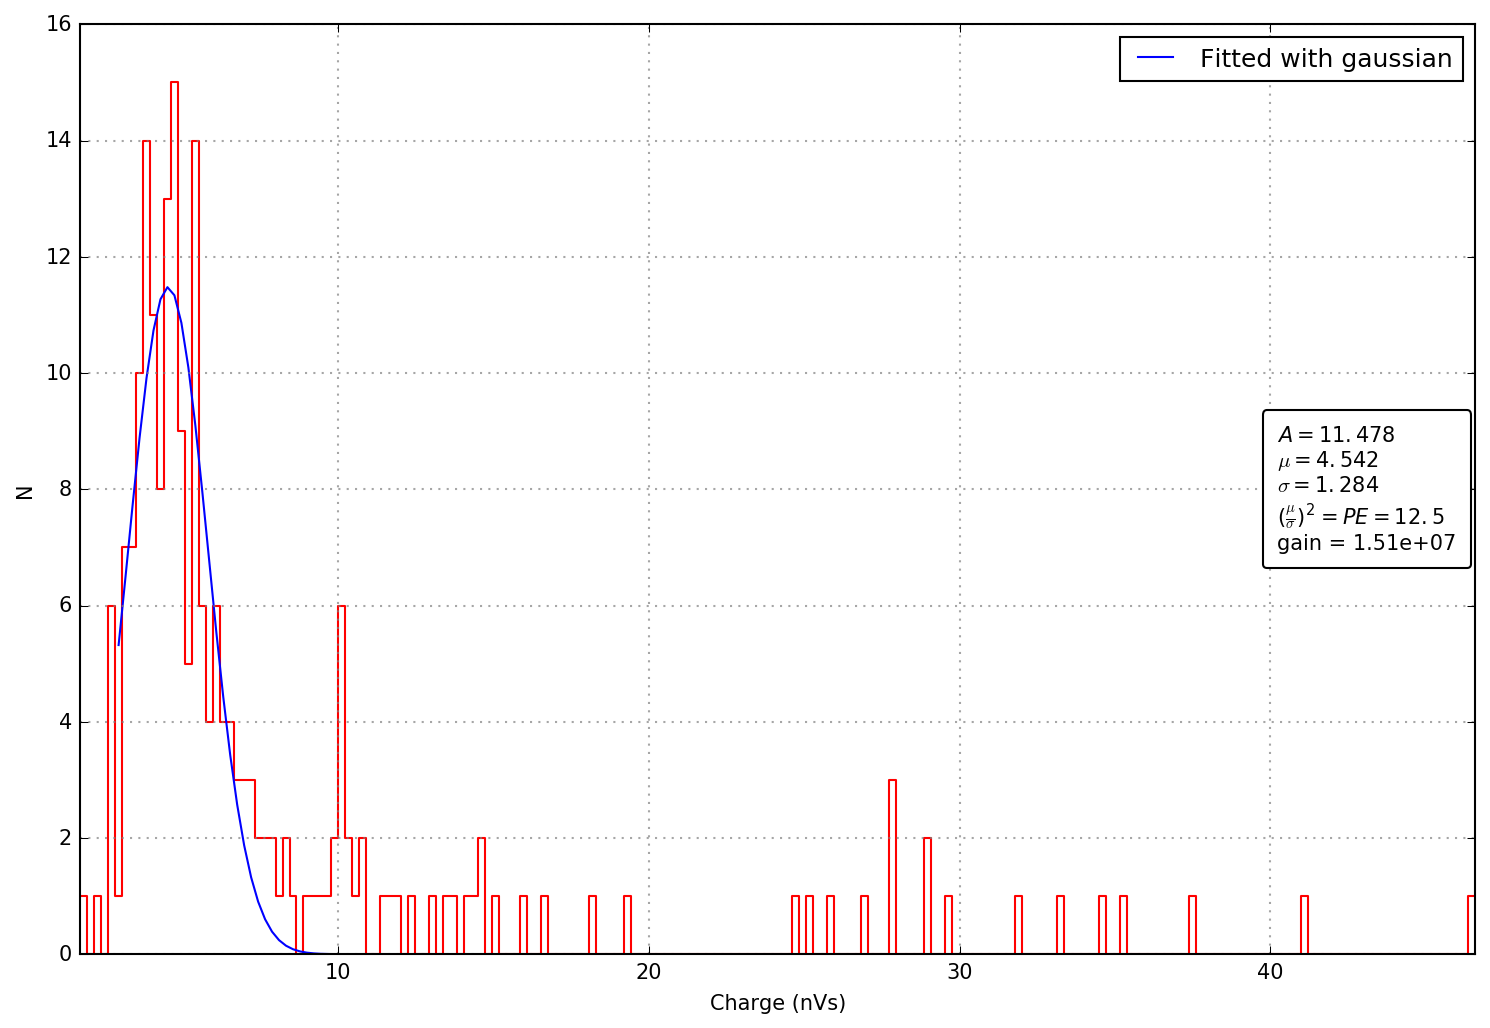 16
14
12
10
8
6
4
2
0
N
10
20
30
40
Charge (nVs)
Fitted with gaussian
A = 11.478
μ = 4.542
σ = 1.284
(μ/σ)² = PE = 12.5
gain = 1.51e+07